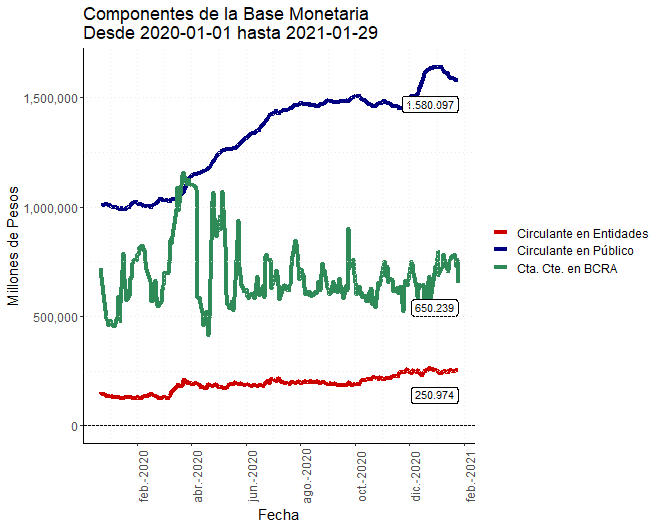 Componentes de la Base Monetaria
Desde 2020-01-01 hasta 2021-01-29
Millones de Pesos
1,500,000
1,000,000
500,000
0
1.580.097
650.239
250.974
Circulante en Entidades
Circulante en Público
Cta. Cte. en BCRA
feb.-2020
abr.-2020
jun.-2020
ago.-2020
oct.-2020
dic.-2020
feb.-2021
Fecha